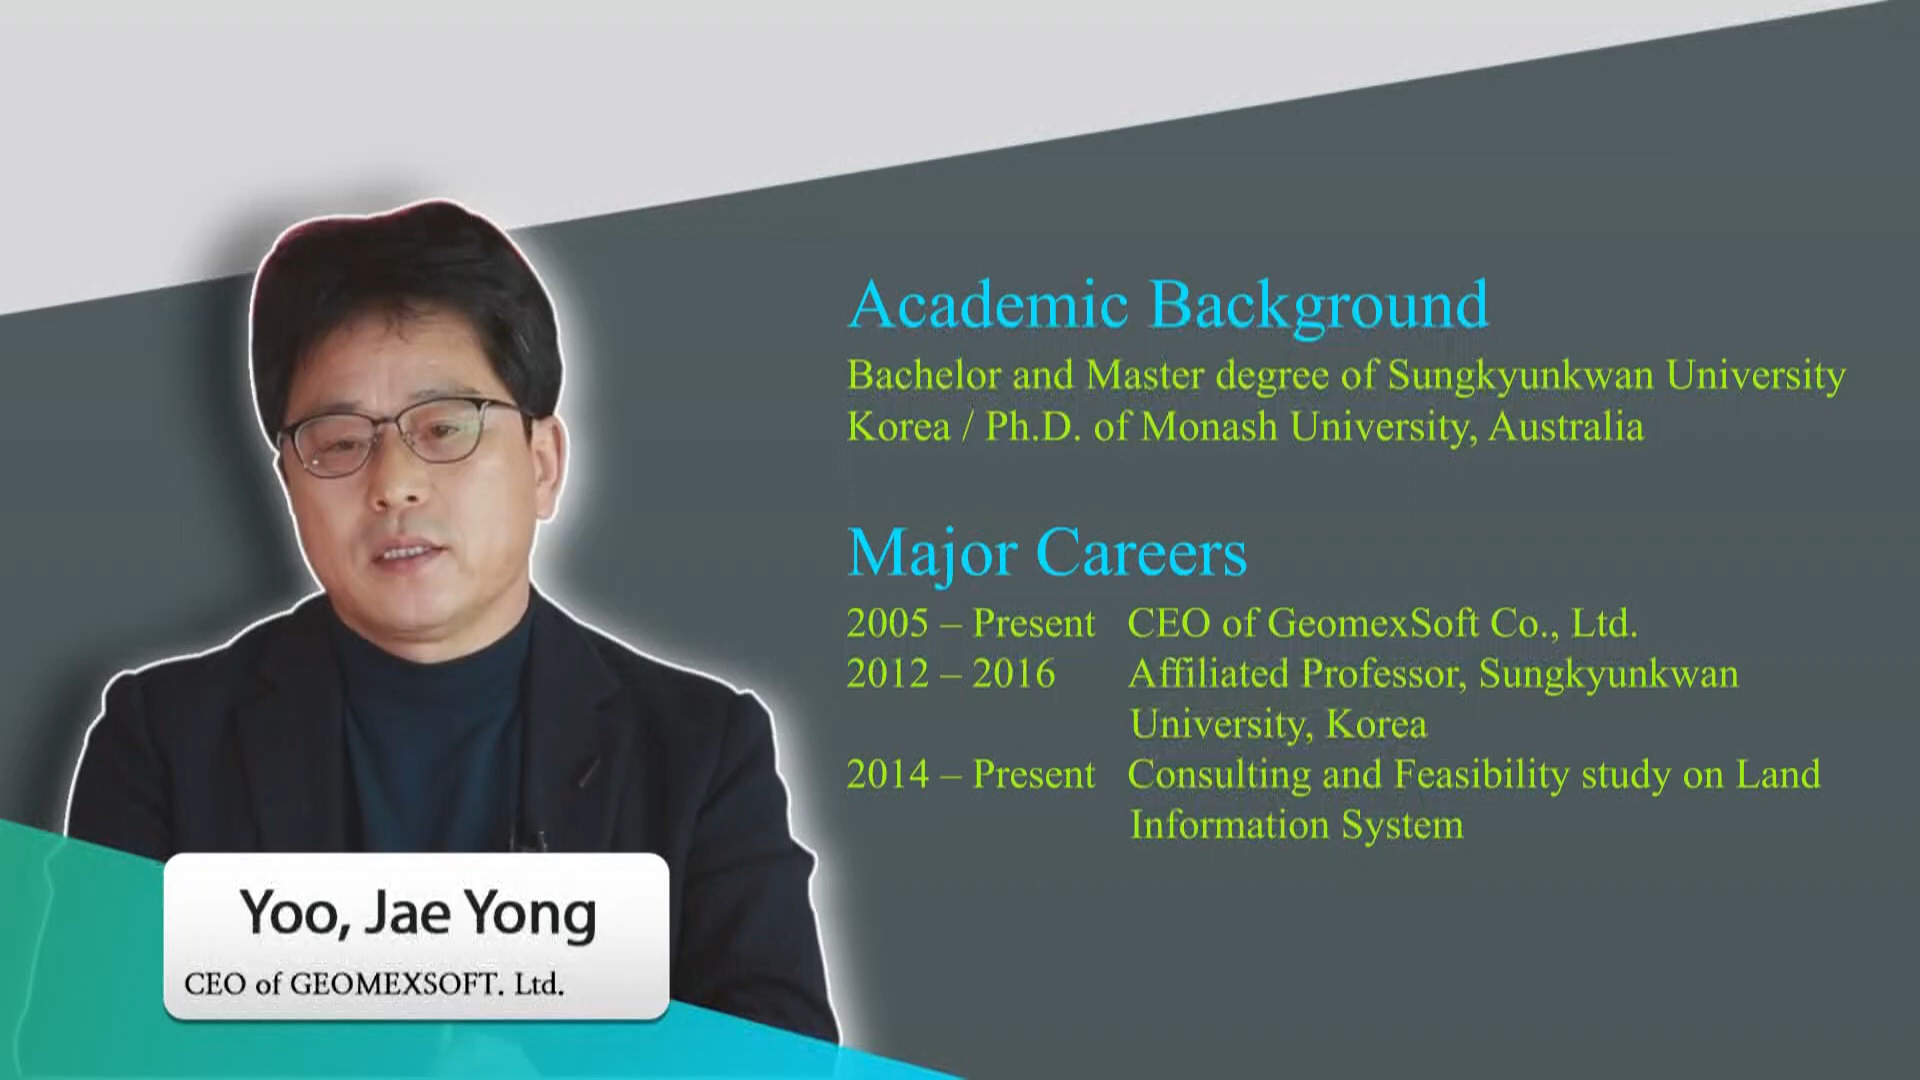 Academic Background
Bachelor and Master degree of Sungkyunkwan University
Korea / Ph.D. of Monash University, Australia
Major Careers
2005 – Present CEO of GeomexSoft Co., Ltd.
2012 – 2016 Affiliated Professor, Sungkyunkwan
University, Korea
2014 – Present Consulting and Feasibility study on Land
Information System
Yoo, Jae Yong
CEO of GEOMEXSOFT. Ltd.